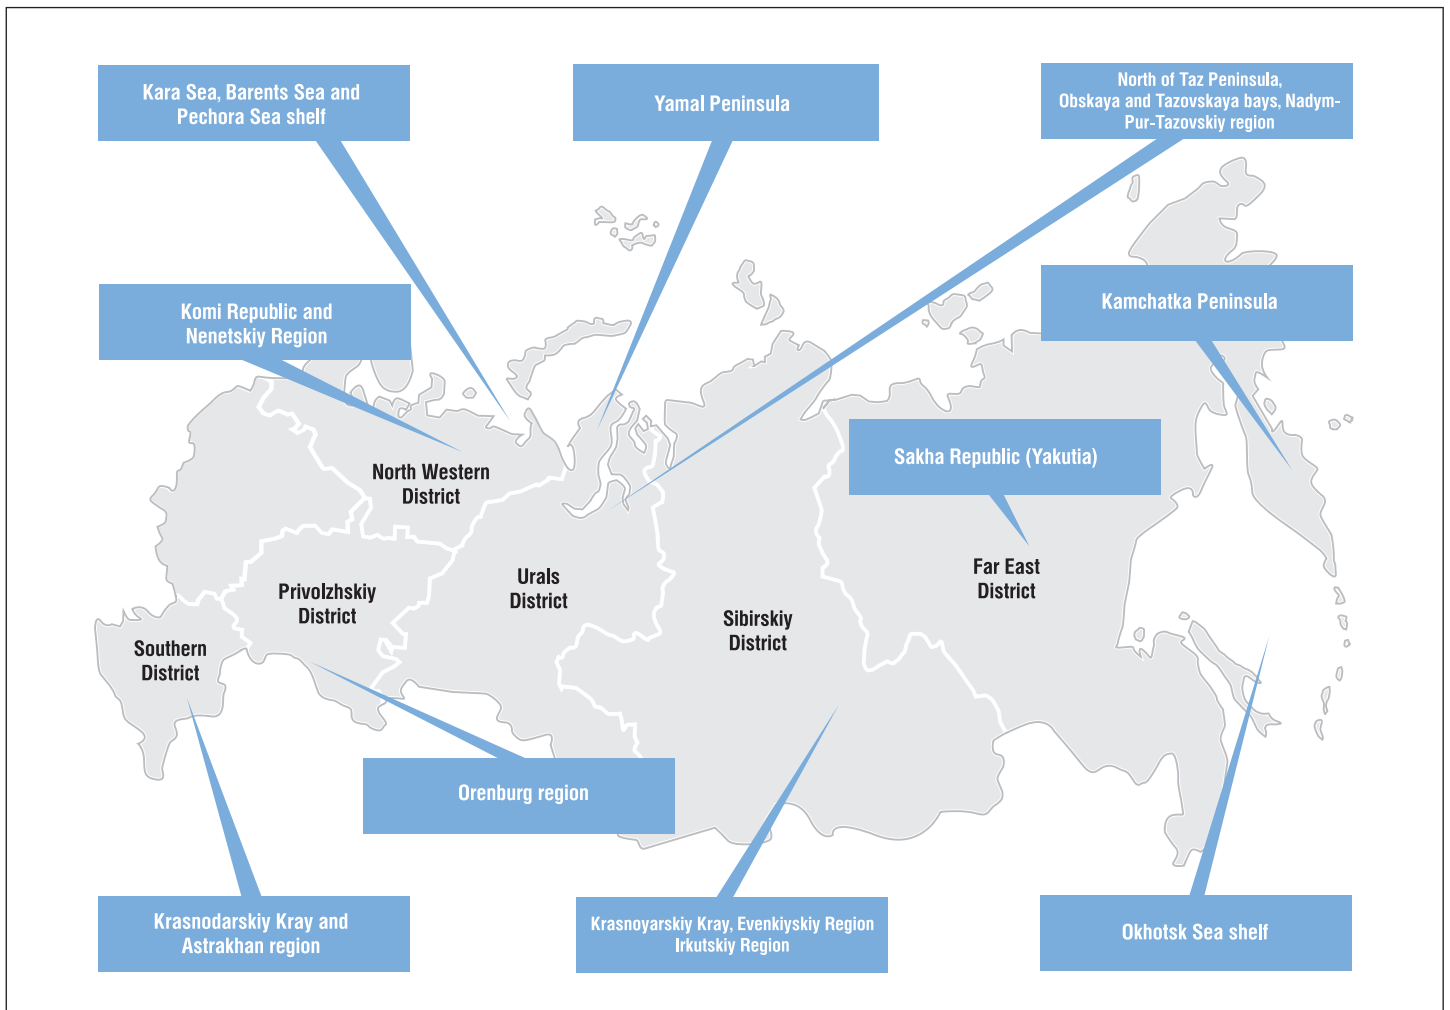 Kara Sea, Barents Sea and
Pechora Sea shelf
Yamal Peninsula
North of Taz Peninsula,
Obskaya and Tazovskaya bays, Nadym-
Pur-Tazovskiy region
Komi Republic and
Nenetskiy Region
Kamchatka Peninsula
Sakha Republic (Yakutia)
North Western
District
Far East
District
Urals
District
Privolzhskiy
District
Sibirskiy
District
Southern
District
Orenburg region
Krasnodarskiy Kray and
Astrakhan region
Krasnoyarskiy Kray, Evenkiyskiy Region
Irkutskiy Region
Okhotsk Sea shelf